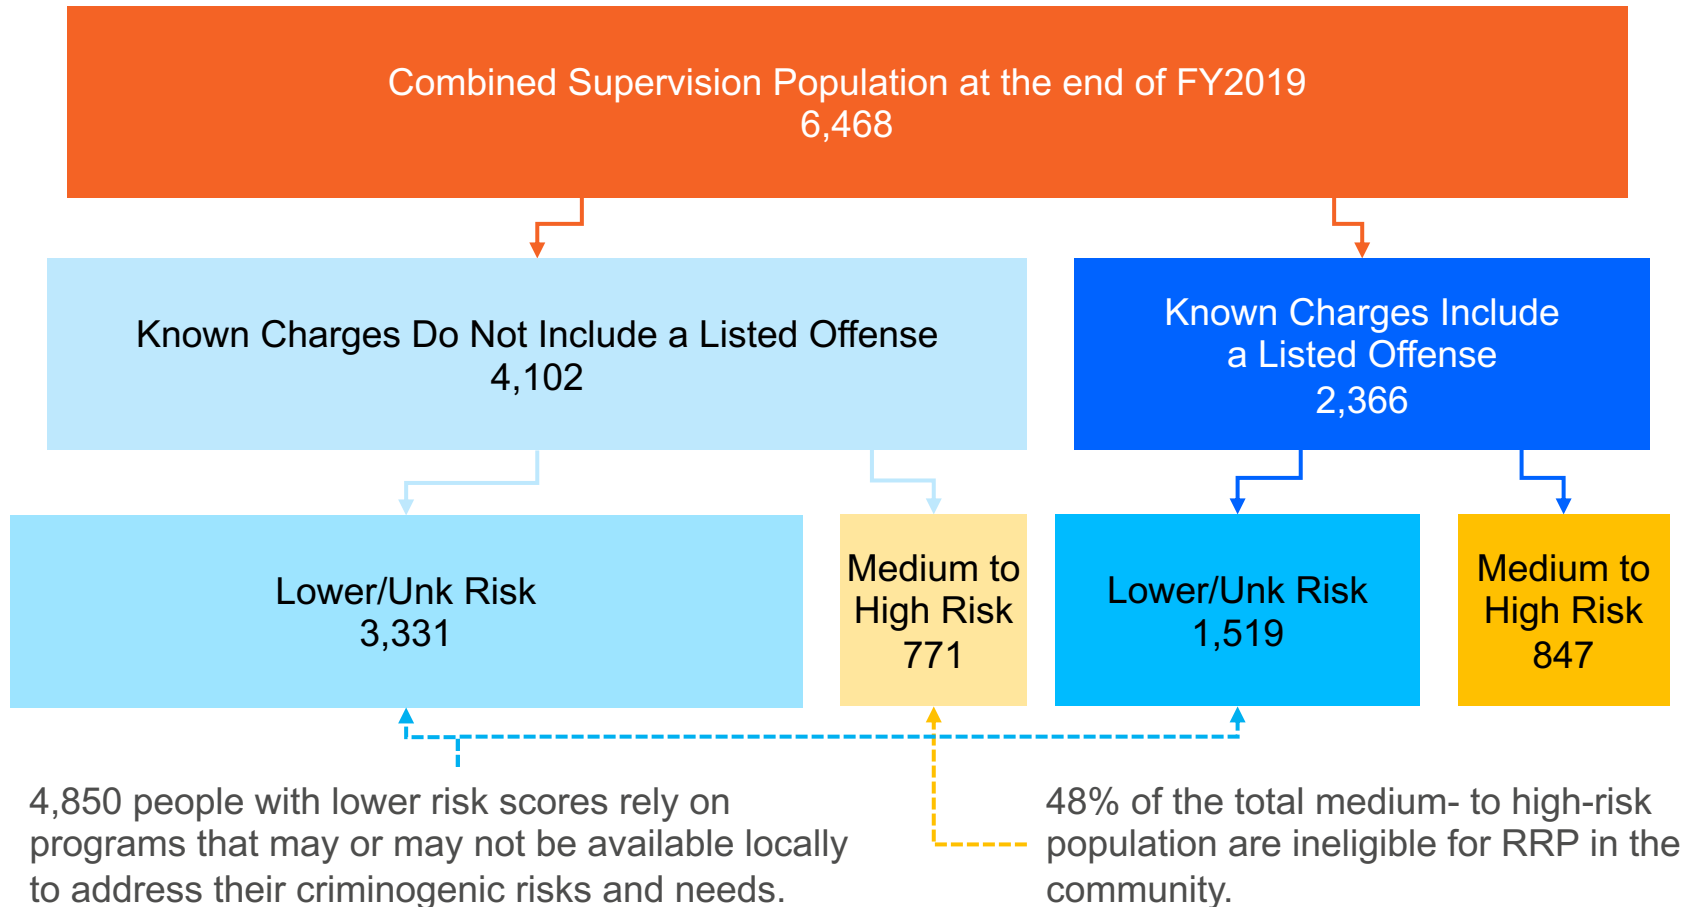 Combined Supervision Population at the end of FY2019
6,468
Known Charges Do Not Include a Listed Offense
4,102
Known Charges Include
a Listed Offense
2,366
Lower/Unk Risk
3,331
Medium to
High Risk
771
Lower/Unk Risk
1,519
Medium to
High Risk
847
4,850 people with lower risk scores rely on
programs that may or may not be available locally
to address their criminogenic risks and needs.
48% of the total medium- to high-risk
population are ineligible for RRP in the
community.